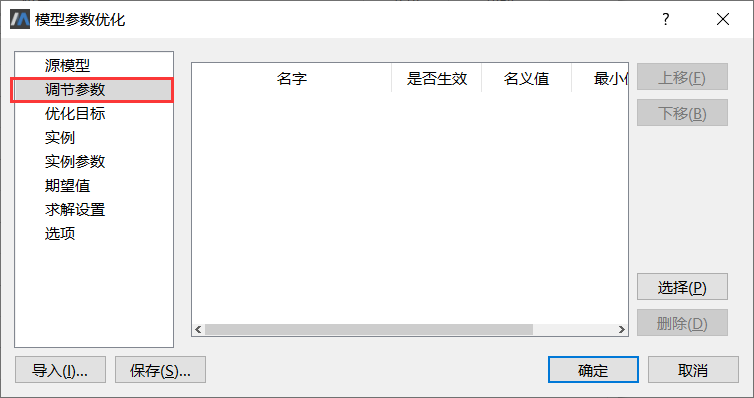 模型参数优化
?
源模型
调节参数
优化目标
实例
实例参数
期望值
求解设置
选项
名字 是否生效 名义值 最小
上移(F)
下移(B)
选择(P)
删除(D)
导入(I)... 保存(S)... 确定 取消